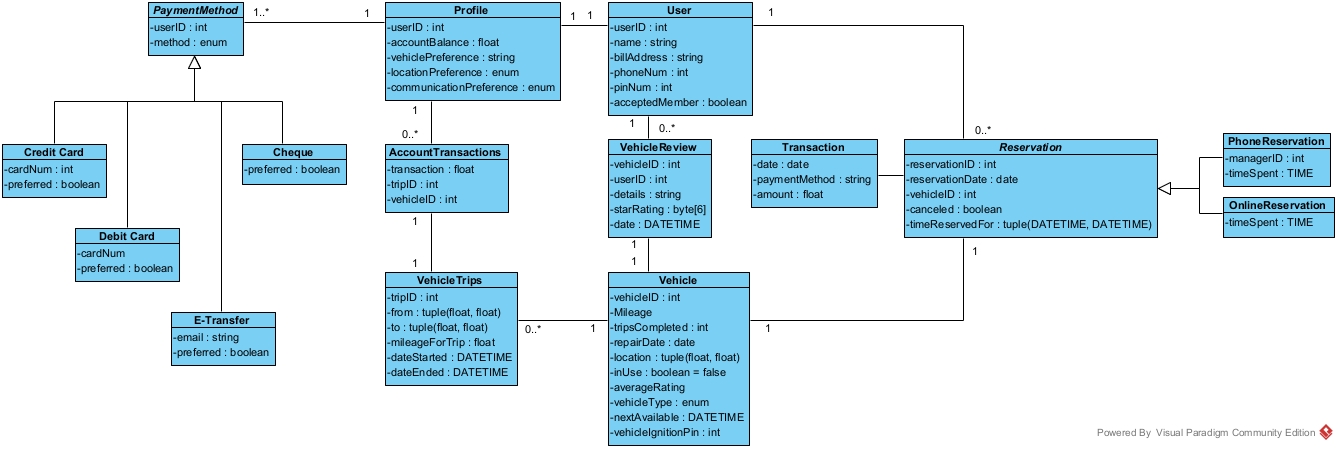 PaymentMethod
-userID : int
-method : enum
1..*
1
Profile
-userID : int
-accountBalance : float
-vehiclePreference : string
-locationPreference : enum
-communicationPreference : enum
1
1
User
-userID : int
-name : string
-billAddress : string
-phoneNum : int
-pinNum : int
-acceptedMember : boolean
1
1
0..*
1
0..*
0..*
Credit Card
-cardNum : int
-preferred : boolean
Cheque
-preferred : boolean
AccountTransactions
-transaction : float
-tripID : int
-vehicleID : int
VehicleReview
-vehicleID : int
-userID : int
-details : string
-starRating : byte[6]
-date : DATETIME
Transaction
-date : date
-paymentMethod : string
-amount : float
Reservation
-reservationID : int
-reservationDate : date
-vehicleID : int
-canceled : boolean
-timeReservedFor : tuple(DATETIME, DATETIME)
PhoneReservation
-managerID : int
-timeSpent : TIME
OnlineReservation
-timeSpent : TIME
Debit Card
-cardNum
-preferred : boolean
1
1
1
1
1
E-Transfer
-email : string
-preferred : boolean
VehicleTrips
-tripID : int
-from : tuple(float, float)
-to : tuple(float, float)
-mileageForTrip : float
-dateStarted : DATETIME
-dateEnded : DATETIME
0..*
1
Vehicle
-vehicleID : int
-Mileage
-tripsCompleted : int
-repairDate : date
-location : tuple(float, float)
-inUse : boolean = false
-averageRating
-vehicleType : enum
-nextAvailable : DATETIME
-vehicleIgnitionPin : int
1
Powered By Visual Paradigm Community Edition